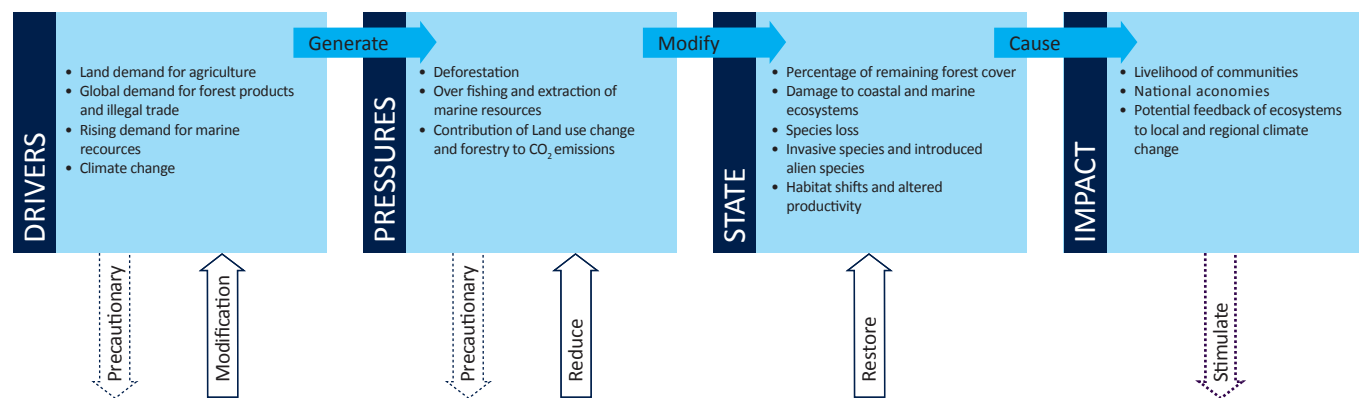 DRIVERS
• Land demand for agriculture
• Global demand for forest products
and illegal trade
• Rising demand for marine
recources
• Climate change
Generate
PRESSURES
• Deforestation
• Over fishing and extraction of
marine resources
• Contribution of Land use change
and forestry to CO₂ emissions
Modify
STATE
• Percentage of remaining forest cover
• Damage to coastal and marine
ecosystems
• Species loss
• Invasive species and introduced
alien species
• Habitat shifts and altered
productivity
Cause
IMPACT
• Livelihood of communities
• National aconomies
• Potential feedback of ecosystems
to local and regional climate
change
Precautionary
Modification
Precautionary
Reduce
Restore
Stimulate